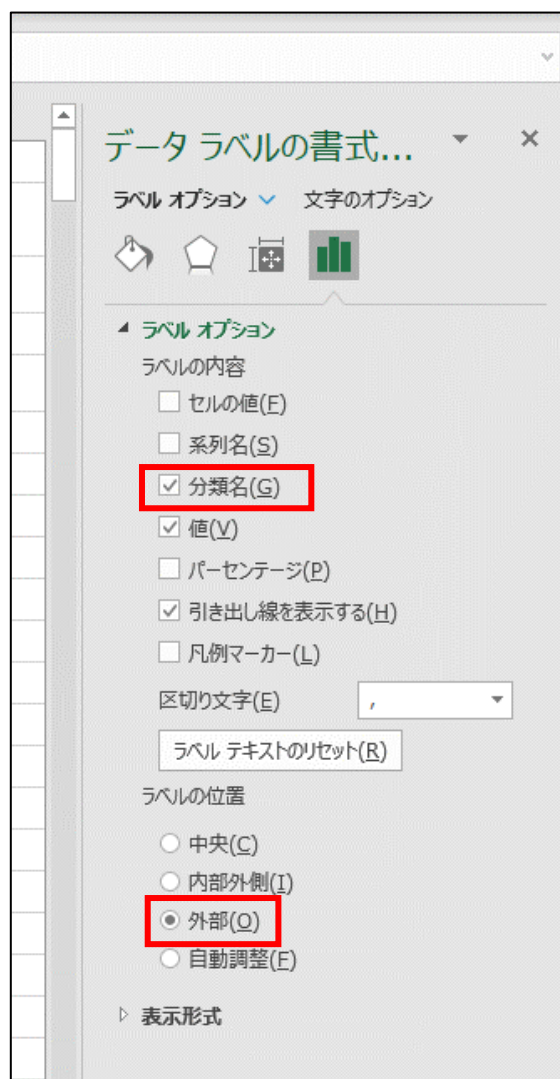 データ ラベルの書式...
ラベル オプション 文字のオプション
ラベル オプション
ラベルの内容
セルの値(F)
系列名(S)
分類名(G)
値(V)
パーセンテージ(P)
引き出し線を表示する(H)
凡例マーカー(L)
区切り文字(E) ,
ラベル テキストのリセット(R)
ラベルの位置
中央(C)
内部外側(I)
外部(O)
自動調整(F)
表示形式